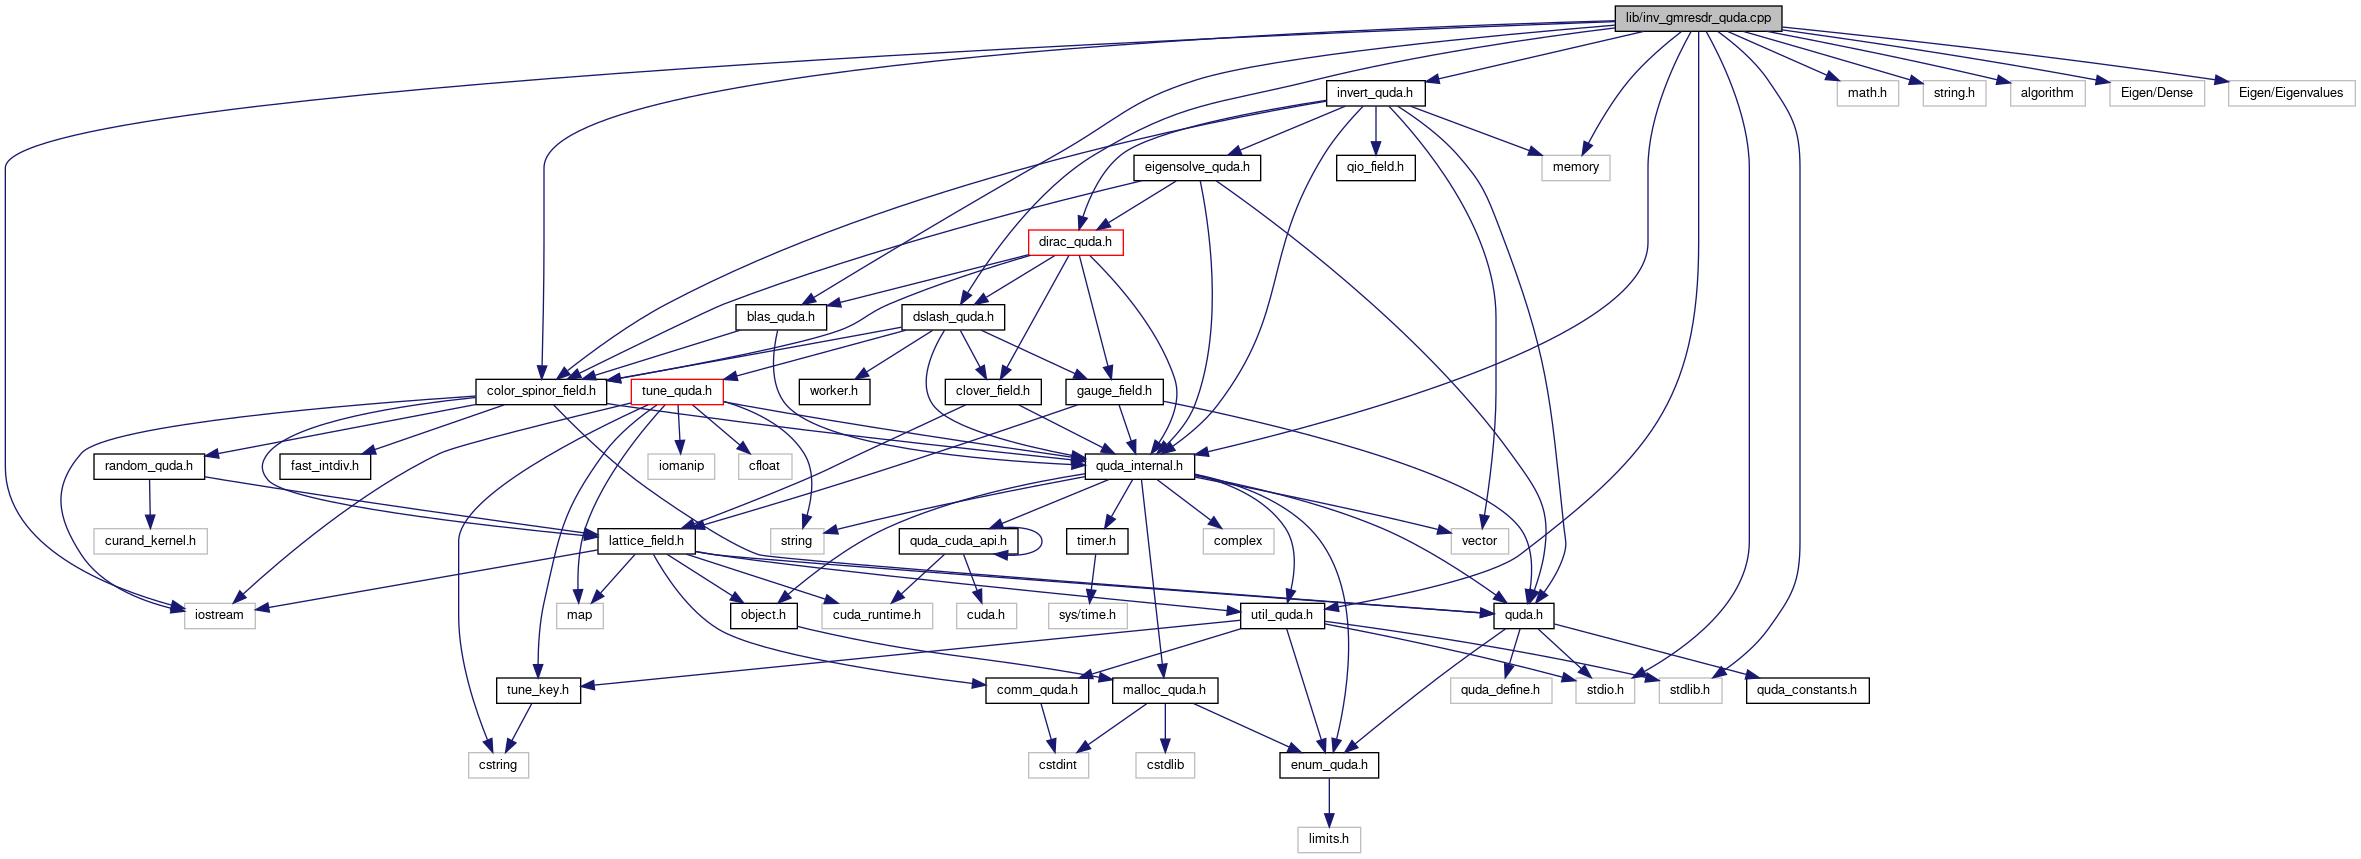 lib/inv_gmresdr_quda.cpp
invert_quda.h
math.h
string.h
algorithm
Eigen/Dense
Eigen/Eigenvalues
eigensolve_quda.h
qio_field.h
memory
dirac_quda.h
blas_quda.h
dslash_quda.h
color_spinor_field.h
tune_quda.h
worker.h
clover_field.h
gauge_field.h
random_quda.h
fast_intdiv.h
iomanip
cfloat
quda_internal.h
curand_kernel.h
lattice_field.h
string
quda_cuda_api.h
timer.h
complex
vector
iostream
map
object.h
cuda_runtime.h
cuda.h
sys/time.h
util_quda.h
quda.h
tune_key.h
comm_quda.h
malloc_quda.h
quda_define.h
stdio.h
stdlib.h
quda_constants.h
cstring
cstdint
cstdlib
enum_quda.h
limits.h